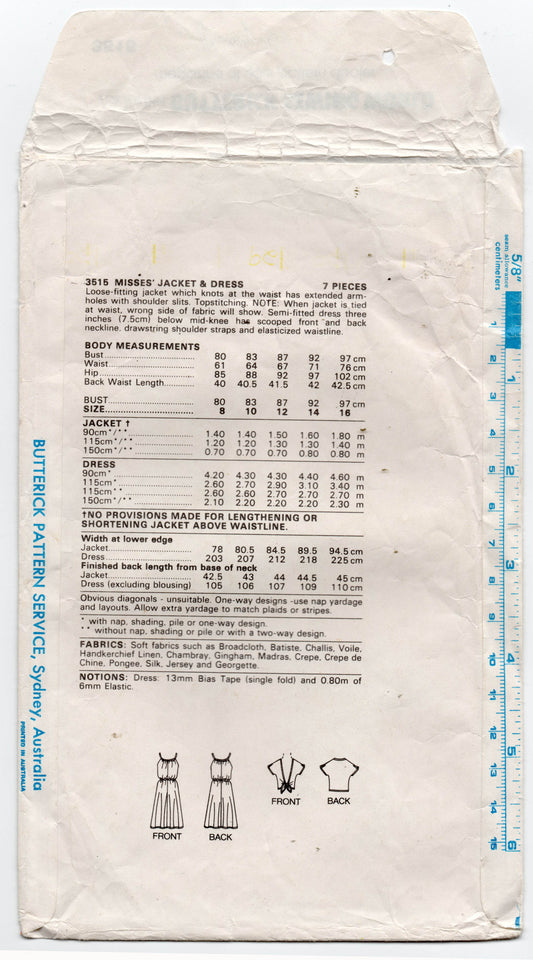 3515 MISSES' JACKET & DRESS 7 PIECES
Loose-fitting jacket which knots at the waist has extended arm-
holes with shoulder slits. Topstitching. NOTE: When jacket is tied
at waist, wrong side of fabric will show. Semi-fitted dress three
inches (7.5cm) below mid-knee has scooped front and back
neckline, drawstring shoulder straps and elasticized waistline.
BODY MEASUREMENTS
Bust 80 83 87 92 97 cm
Waist 61 64 67 71 76 cm
Hip 85 88 92 97 102 cm
Back Waist Length 40 40.5 41.5 42 42.5 cm
BUST 80 83 87 92 97 cm
SIZE 8 10 12 14 16
JACKET †
90cm*/** 1.40 1.40 1.50 1.60 1.80 m
115cm*/** 1.20 1.20 1.30 1.30 1.40 m
150cm*/** 0.70 0.70 0.70 0.80 0.80 m
DRESS
90cm* 4.20 4.30 4.30 4.40 4.60 m
115cm* 2.60 2.70 2.90 3.10 3.40 m
115cm** 2.60 2.60 2.70 2.70 2.70 m
150cm*/** 2.10 2.20 2.20 2.20 2.30 m
†NO PROVISIONS MADE FOR LENGTHENING OR
SHORTENING JACKET ABOVE WAISTLINE.
Width at lower edge
Jacket 78 80.5 84.5 89.5 94.5 cm
Dress 203 207 212 218 225 cm
Finished back length from base of neck
Jacket 42.5 43 44 44.5 45 cm
Dress (excluding blousing) 105 106 107 109 110 cm
Obvious diagonals - unsuitable. One-way designs -use nap yardage
and layouts. Allow extra yardage to match plaids or stripes.
* with nap, shading, pile or one-way design.
** without nap, shading or pile or with a two-way design.
FABRICS: Soft fabrics such as Broadcloth, Batiste, Challis, Voile,
Handkerchief Linen, Chambray, Gingham, Madras, Crepe, Crepe de
Chine, Pongee, Silk, Jersey and Georgette.
NOTIONS: Dress: 13mm Bias Tape (single fold) and 0.80m of
6mm Elastic.
FRONT BACK
FRONT BACK
BUTTERICK PATTERN SERVICE, Sydney, Australia
PRINTED IN AUSTRALIA
5/8"
seam allowance
centimeters
1 2 3 4 5 6 7 8 9 10 11 12 13 14 15
1 2 3 4 5 6